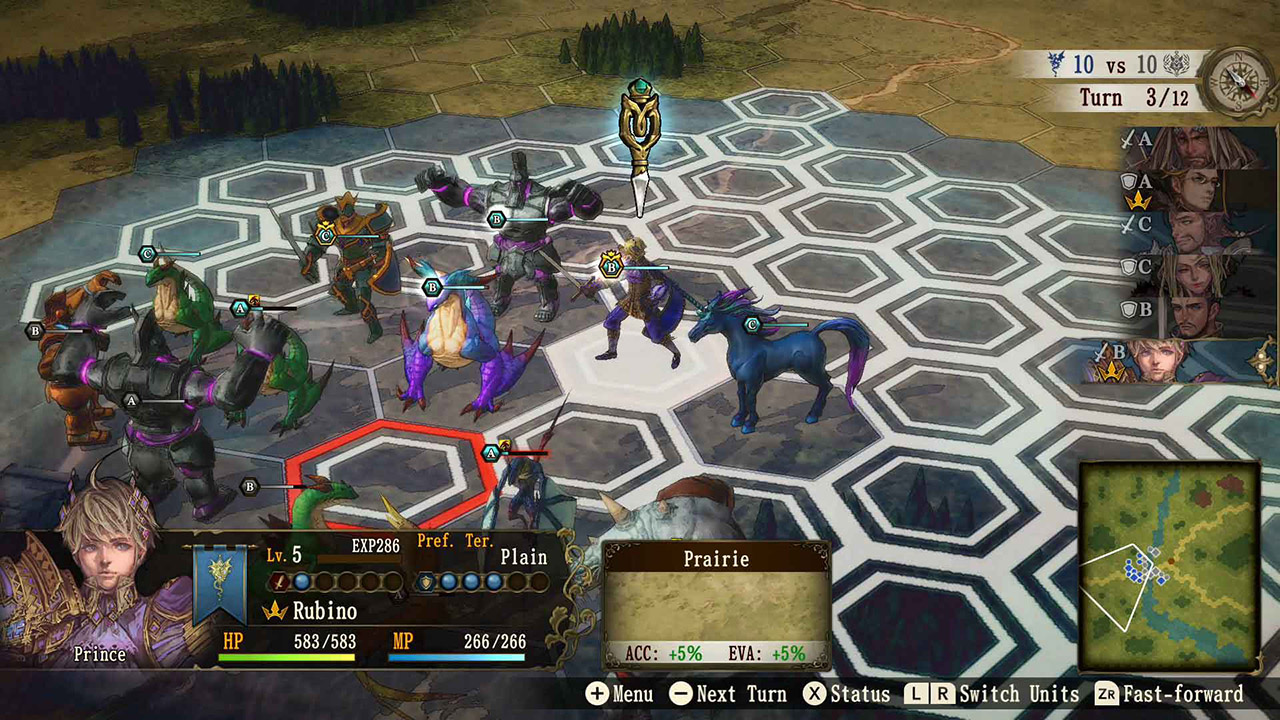 10 vs 10
Turn 3/12
A
A
C
C
B
B
C
B
C
B
B
A
B
C
A
A
B
Lv. 5
EXP286
Pref. Ter.
Plain
Rubino
HP 583/583
MP 266/266
Prince
Prairie
ACC: +5% EVA: +5%
+ Menu - Next Turn X Status L R Switch Units ZR Fast-forward